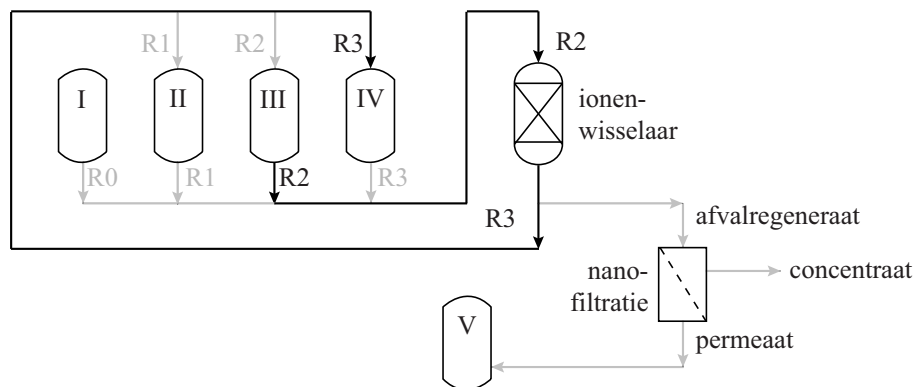 R1
R2
R3
R2
I
II
III
IV
ionen-
wisselaar
R0
R1
R2
R3
R3
afvalregeneraat
nano-
filtratie
concentraat
V
permeaat